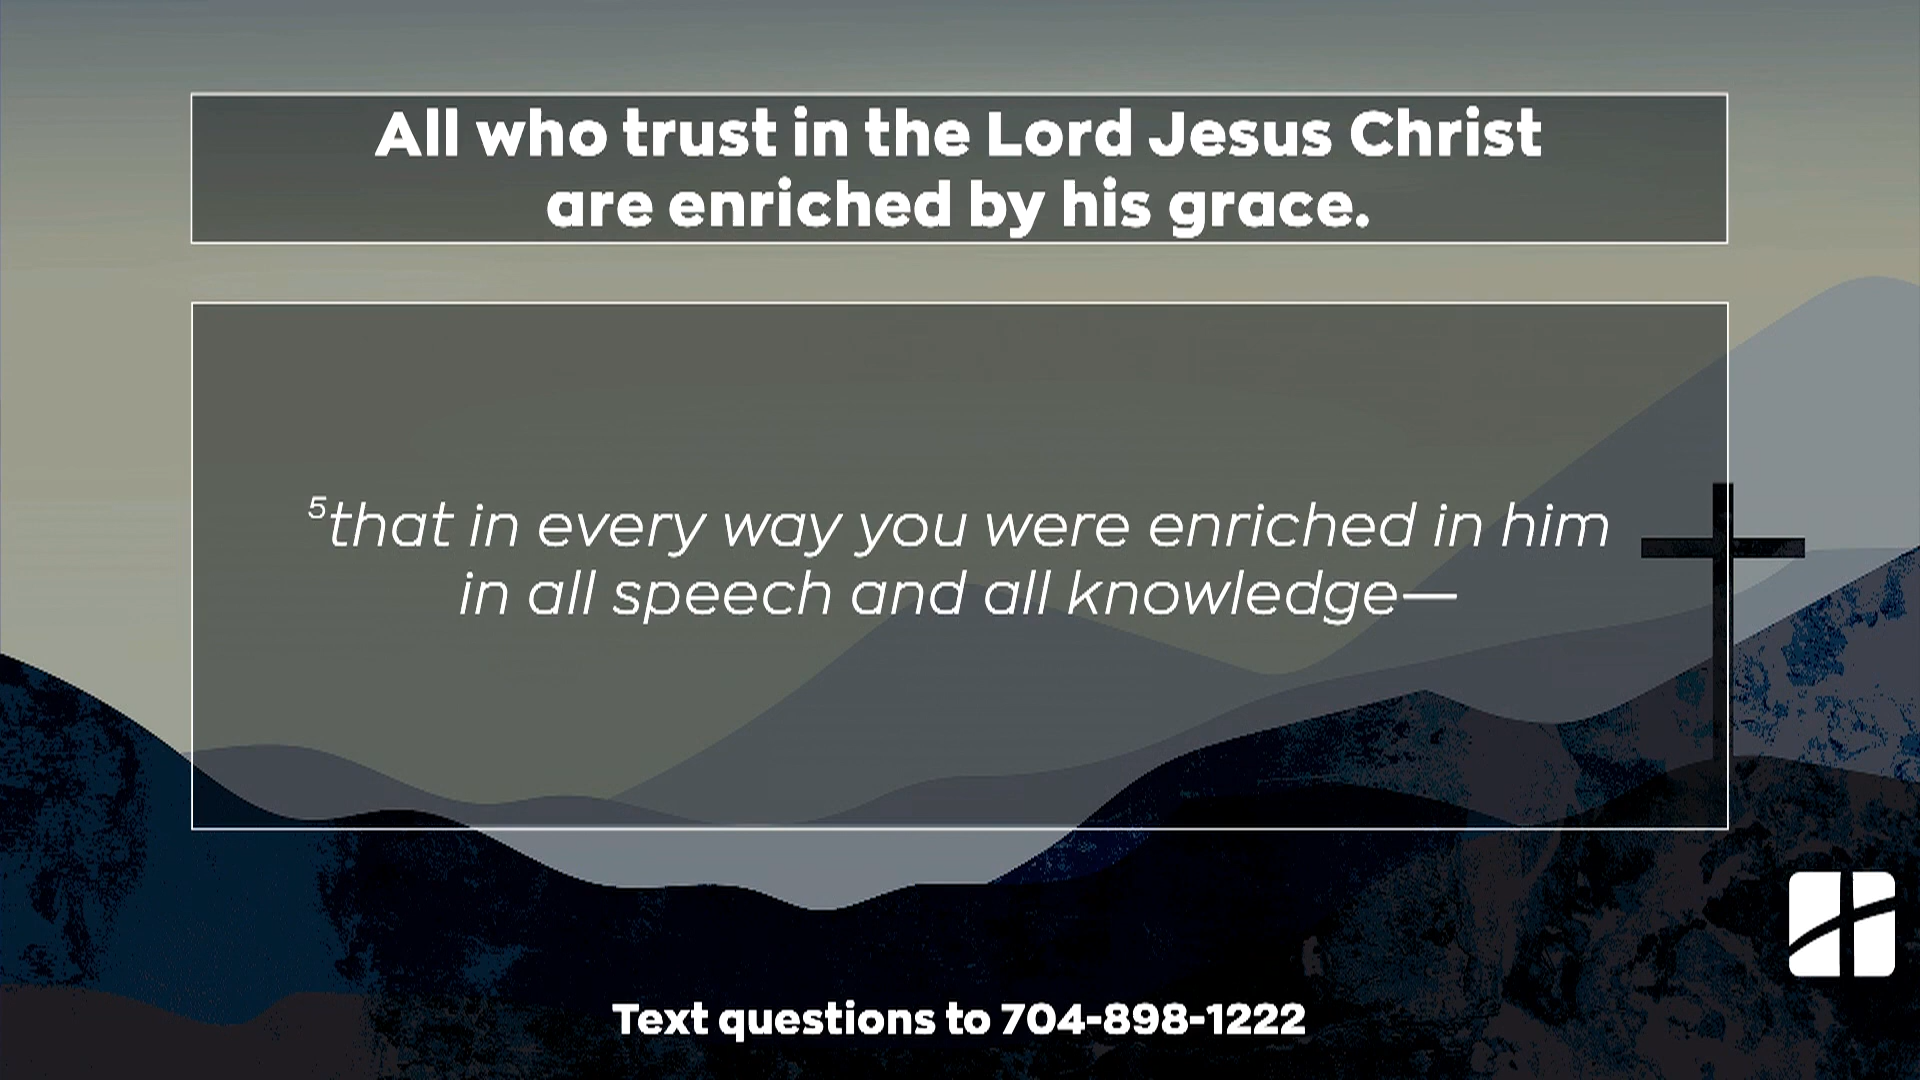 All who trust in the Lord Jesus Christ
are enriched by his grace.
⁵that in every way you were enriched in him
in all speech and all knowledge—
Text questions to 704-898-1222